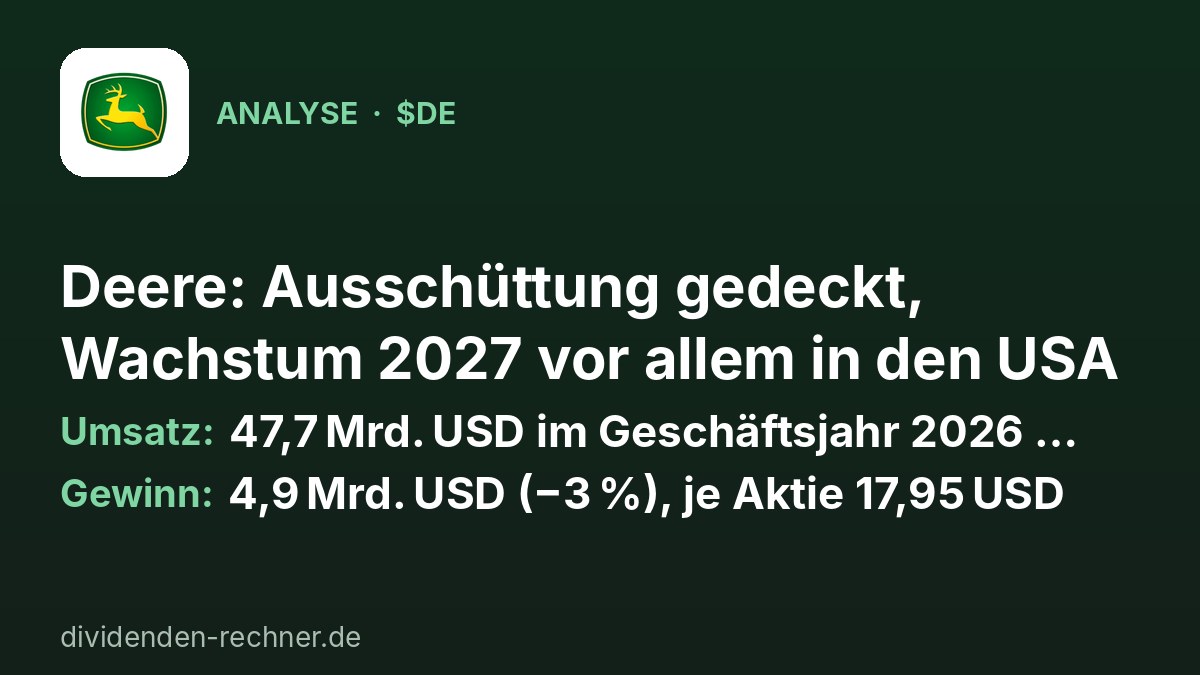 ANALYSE · $DE
Deere: Ausschüttung gedeckt,
Wachstum 2027 vor allem in den USA
Umsatz: 47,7 Mrd. USD im Geschäftsjahr 2026 …
Gewinn: 4,9 Mrd. USD (−3 %), je Aktie 17,95 USD
dividenden-rechner.de